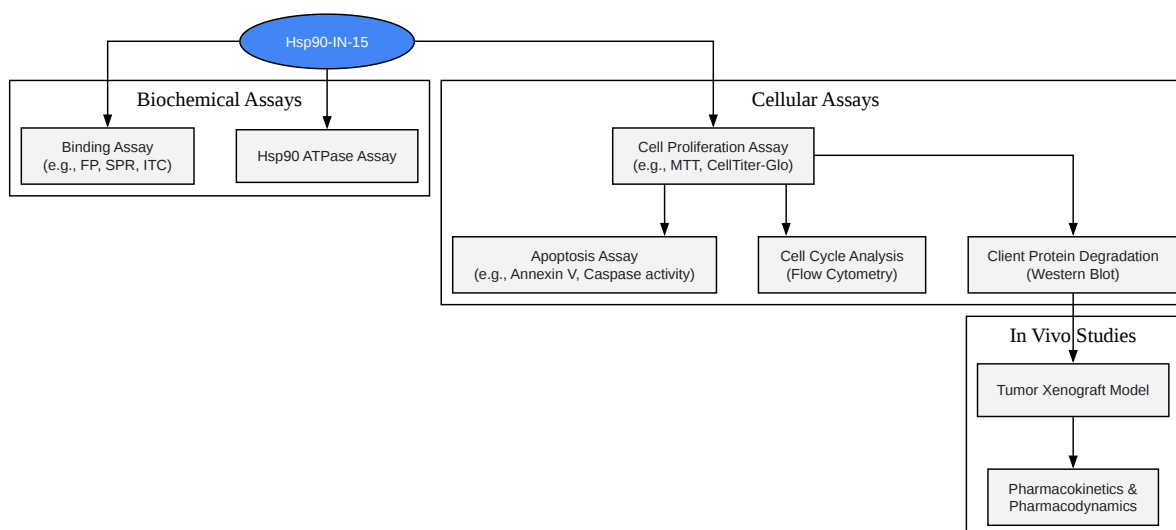 Hsp90-IN-15
Biochemical Assays
Binding Assay
(e.g., FP, SPR, ITC)
Hsp90 ATPase Assay
Cellular Assays
Cell Proliferation Assay
(e.g., MTT, CellTiter-Glo)
Apoptosis Assay
(e.g., Annexin V, Caspase activity)
Cell Cycle Analysis
(Flow Cytometry)
Client Protein Degradation
(Western Blot)
In Vivo Studies
Tumor Xenograft Model
Pharmacokinetics &
Pharmacodynamics